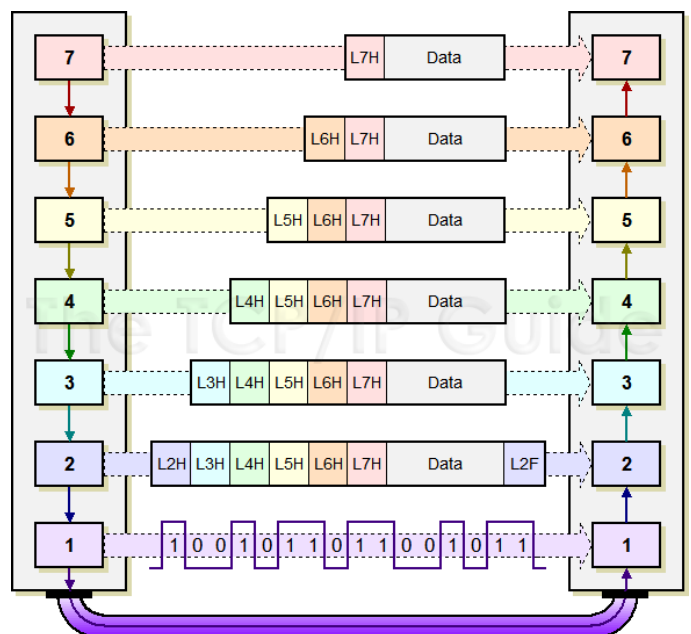 7 L7H Data 7
6 L6H L7H Data 6
5 L5H L6H L7H Data 5
4 L4H L5H L6H L7H Data 4
The TCP/IP Guide
3 L3H L4H L5H L6H L7H Data 3
2 L2H L3H L4H L5H L6H L7H Data L2F 2
1 1 0 0 1 0 1 1 0 1 1 0 0 1 0 1 1 1